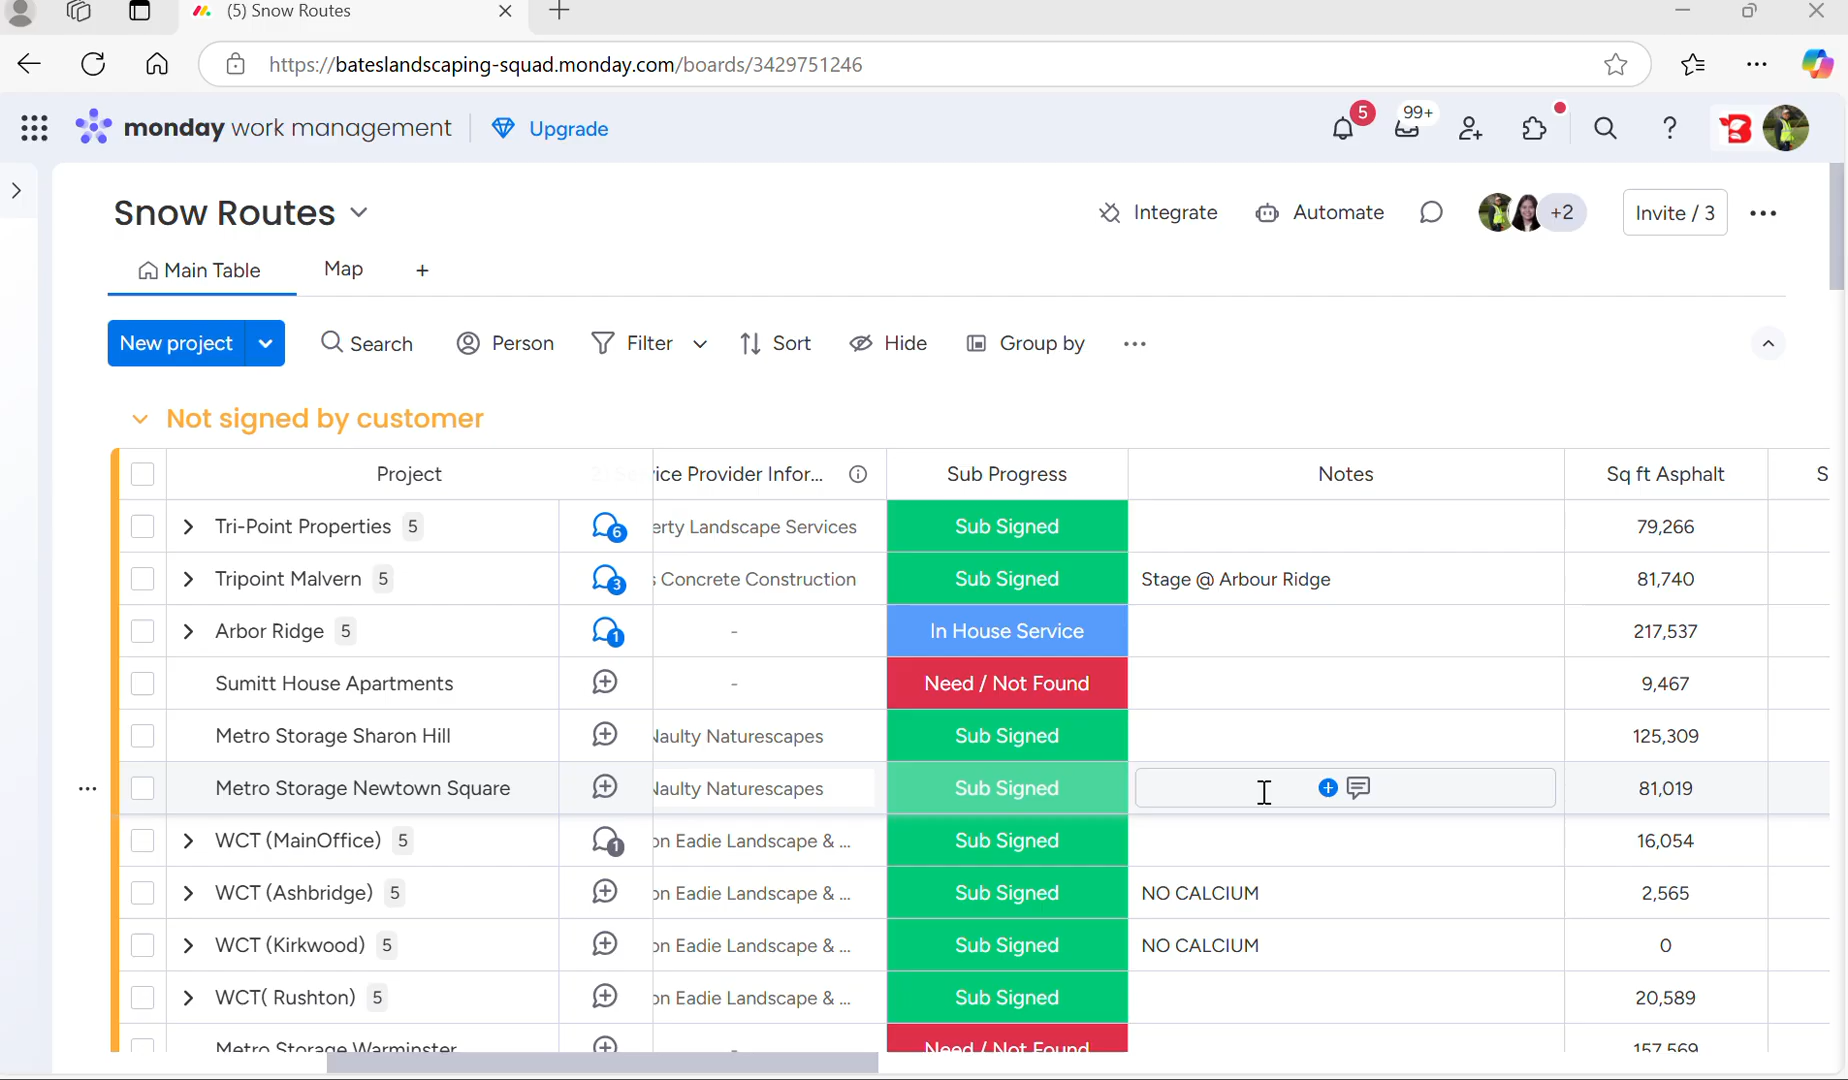 (5) Snow Routes
https://bateslandscaping-squad.monday.com/boards/3429751246
monday work management Upgrade 5 99+
Snow Routes Integrate Automate +2 Invite / 3
Main Table Map +
New project Search Person Filter Sort Hide Group by
Not signed by customer
Project ice Provider Infor... Sub Progress Notes Sq ft Asphalt S
Tri-Point Properties 5 6 erty Landscape Services Sub Signed 79,266
Tripoint Malvern 5 3 s Concrete Construction Sub Signed Stage @ Arbour Ridge 81,740
Arbor Ridge 5 1 - In House Service 217,537
Sumitt House Apartments - Need / Not Found 9,467
Metro Storage Sharon Hill Naulty Naturescapes Sub Signed 125,309
Metro Storage Newtown Square Naulty Naturescapes Sub Signed 81,019
WCT (MainOffice) 5 1 on Eadie Landscape & ... Sub Signed 16,054
WCT (Ashbridge) 5 on Eadie Landscape & ... Sub Signed NO CALCIUM 2,565
WCT (Kirkwood) 5 on Eadie Landscape & ... Sub Signed NO CALCIUM 0
WCT( Rushton) 5 on Eadie Landscape & ... Sub Signed 20,589
Metro Storage Warminster - Need / Not Found 157,569